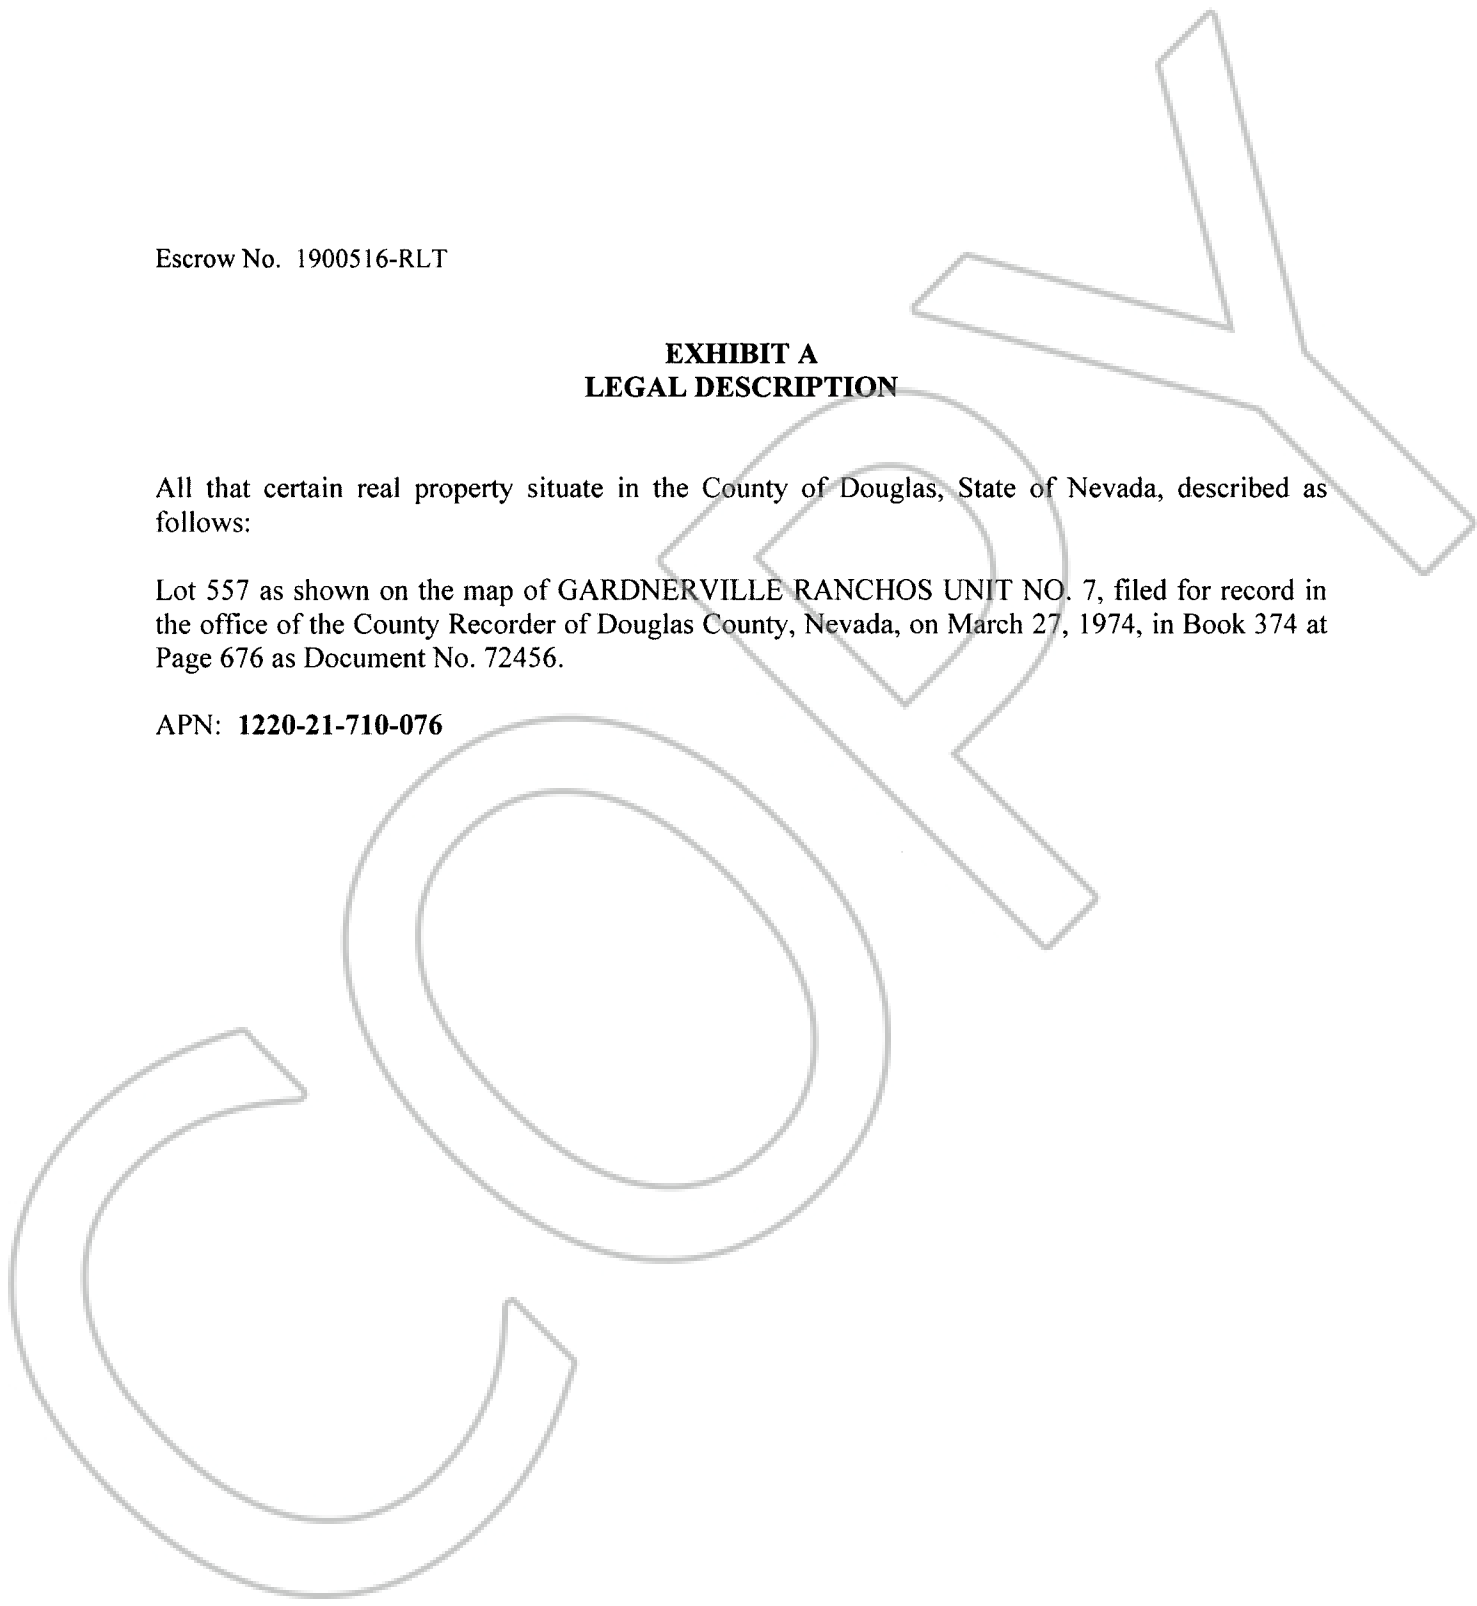 Escrow No. 1900516-RLT
EXHIBIT A
LEGAL DESCRIPTION
All that certain real property situate in the County of Douglas, State of Nevada, described as
follows:
Lot 557 as shown on the map of GARDNERVILLE RANCHOS UNIT NO. 7, filed for record in
the office of the County Recorder of Douglas County, Nevada, on March 27, 1974, in Book 374 at
Page 676 as Document No. 72456.
APN: 1220-21-710-076
COPY